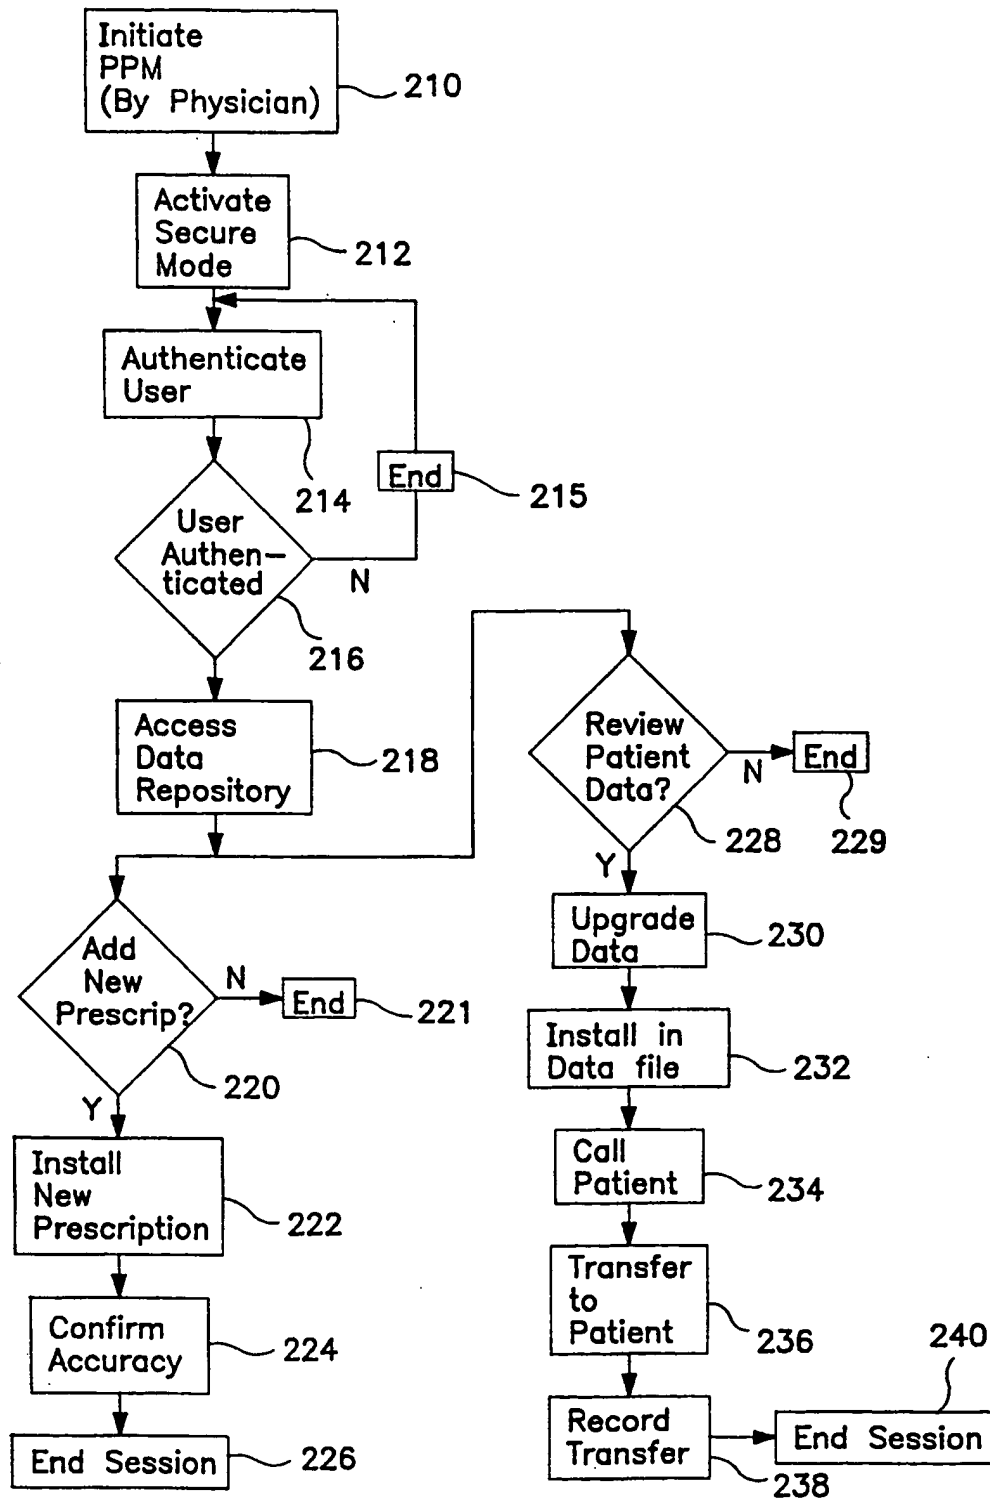 Initiate
PPM
(By Physician)
210
Activate
Secure
Mode
212
Authenticate
User
214
End
215
User
Authen-
ticated
N
216
Access
Data
Repository
218
Review
Patient
Data?
N
End
228
229
Y
Upgrade
Data
230
Add
New
Prescrip?
N
End
221
220
Y
Install in
Data file
232
Install
New
Prescription
222
Call
Patient
234
Confirm
Accuracy
224
Transfer
to
Patient
236
240
End Session
226
Record
Transfer
238
End Session